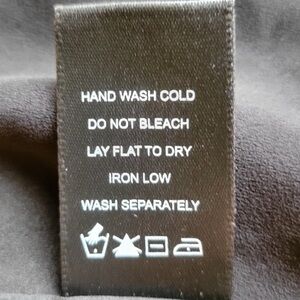 HAND WASH COLD
DO NOT BLEACH
LAY FLAT TO DRY
IRON LOW
WASH SEPARATELY